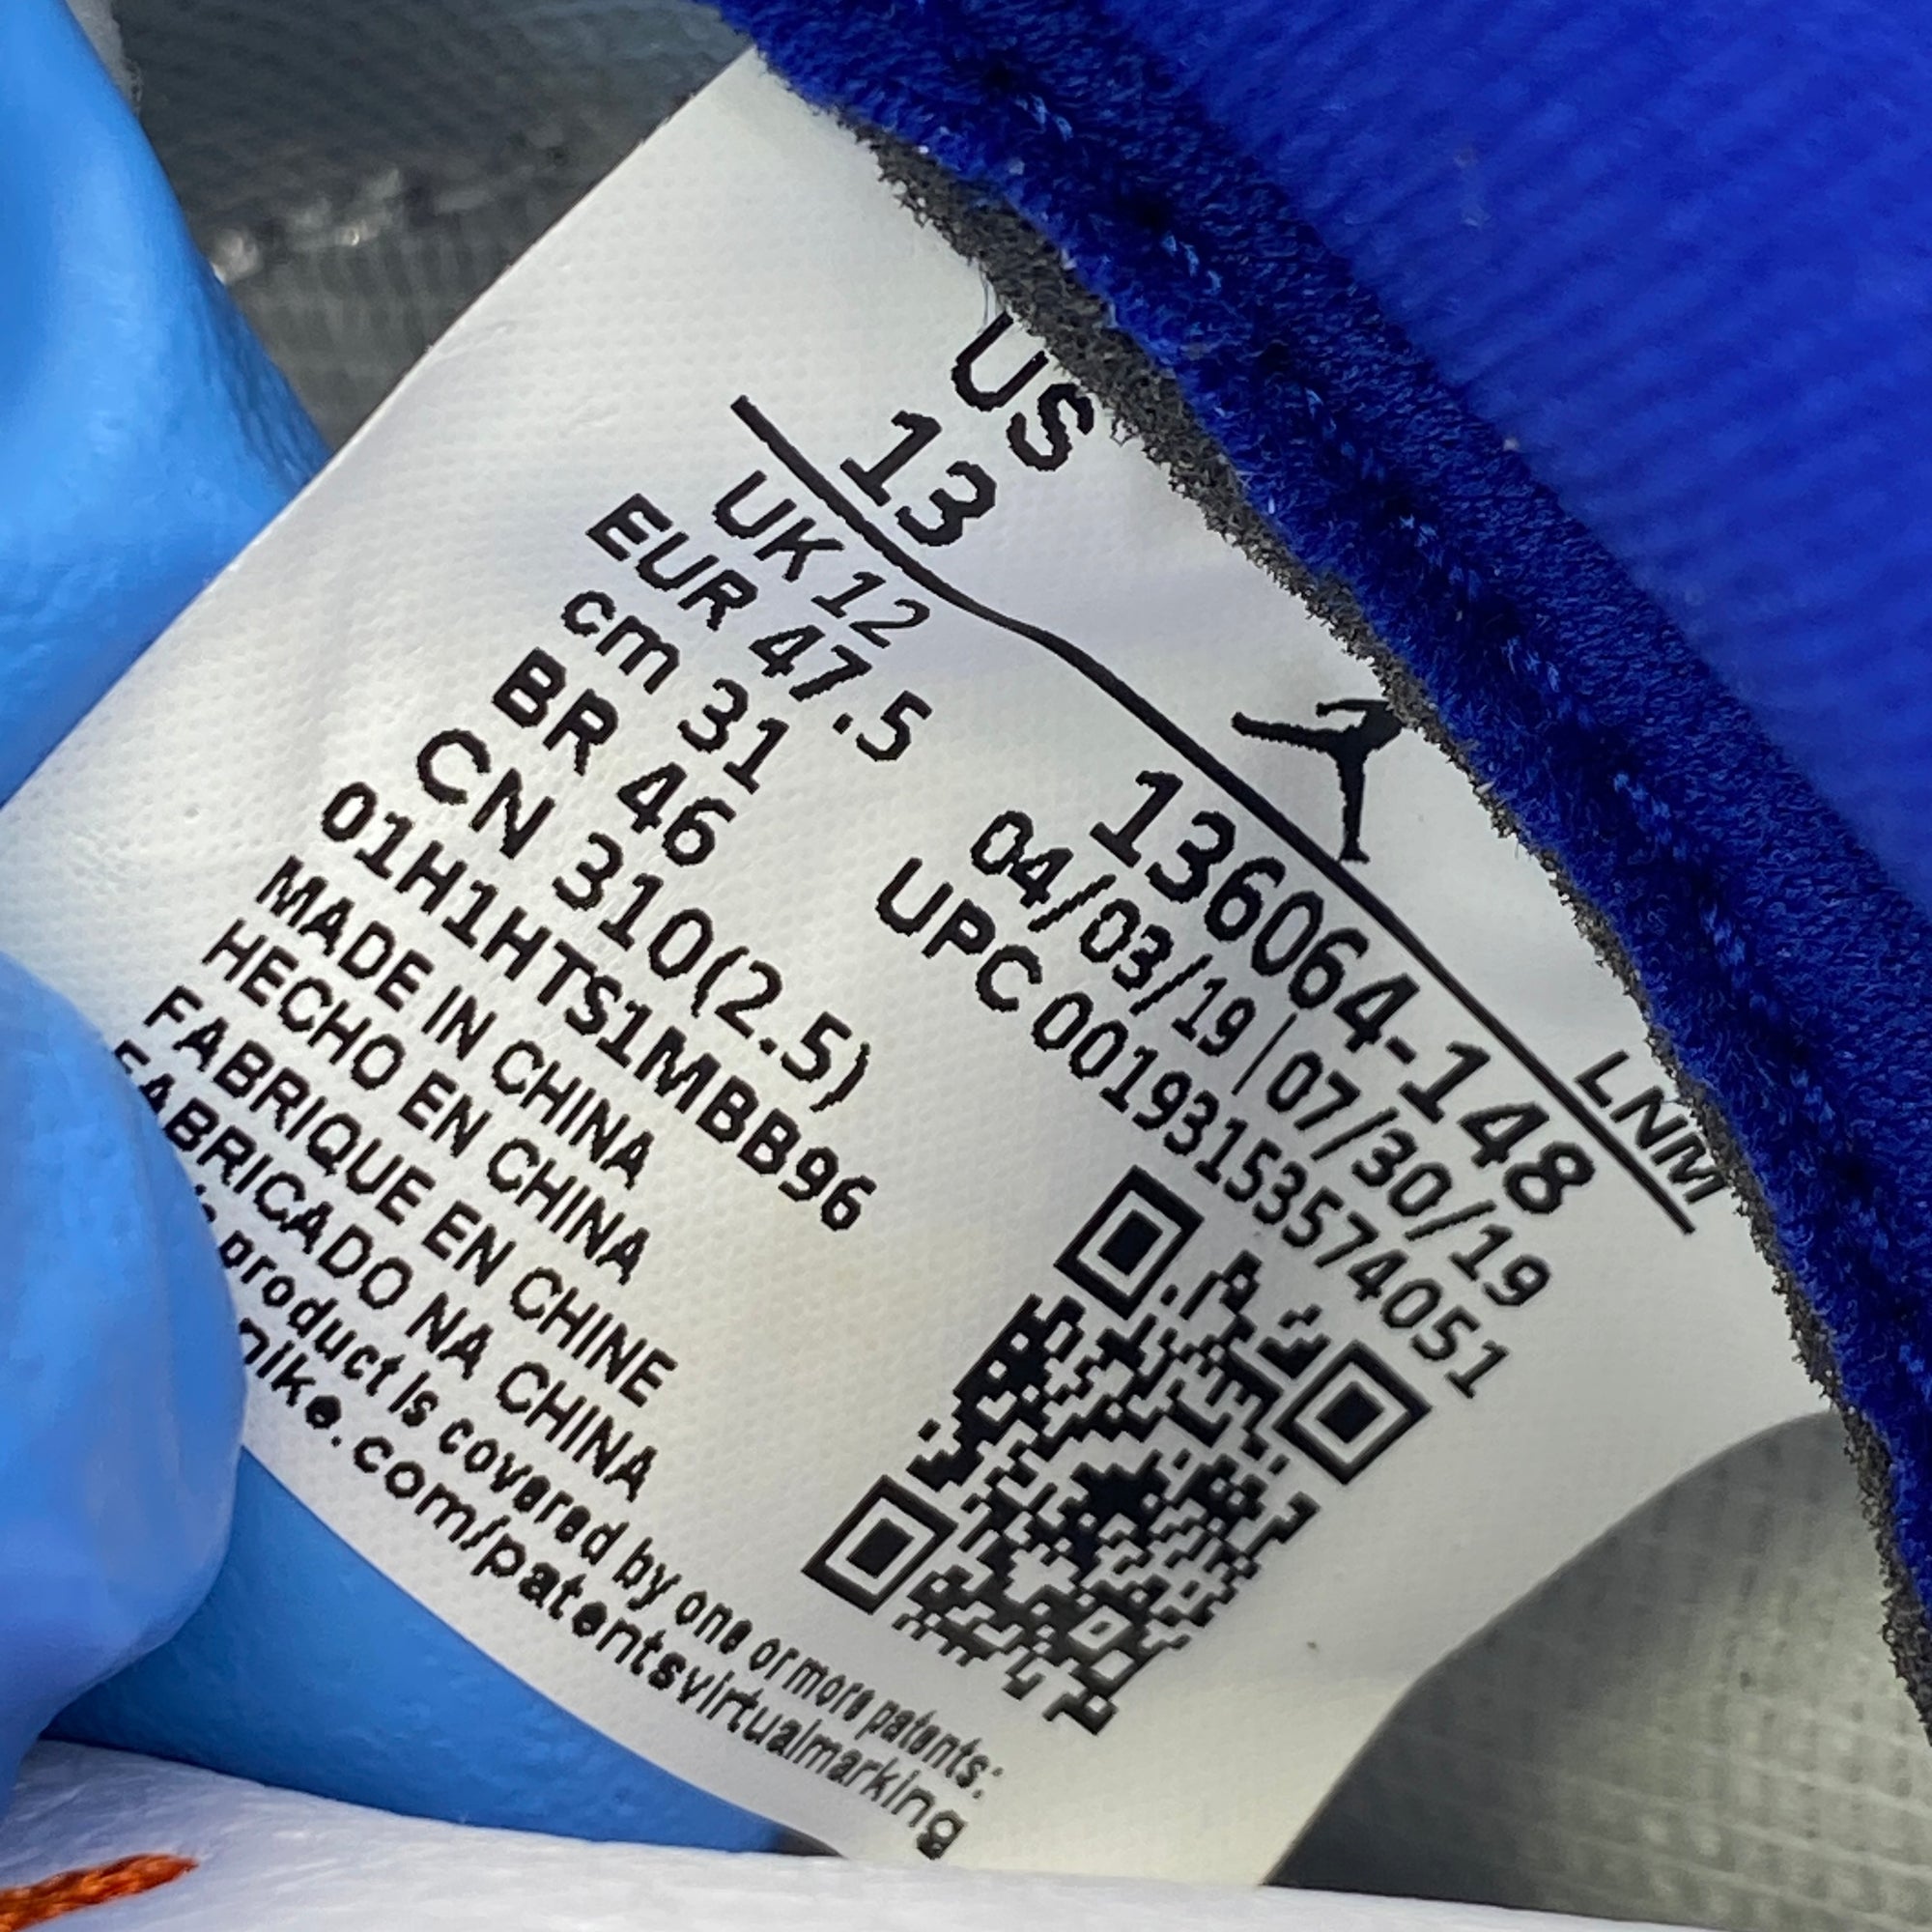 US
13
UK 12
EUR 47.5
cm 31
BR 46
CN 310(2.5)
01H1HTS1MBB96
MADE IN CHINA
HECHO EN CHINA
FABRIQUE EN CHINE
FABRICADO NA CHINA
product is covered by one or more patents:
nike.com/patentsvirtualmarking
LNM
136064-148
04/03/19 | 07/30/19
UPC 00193153574051